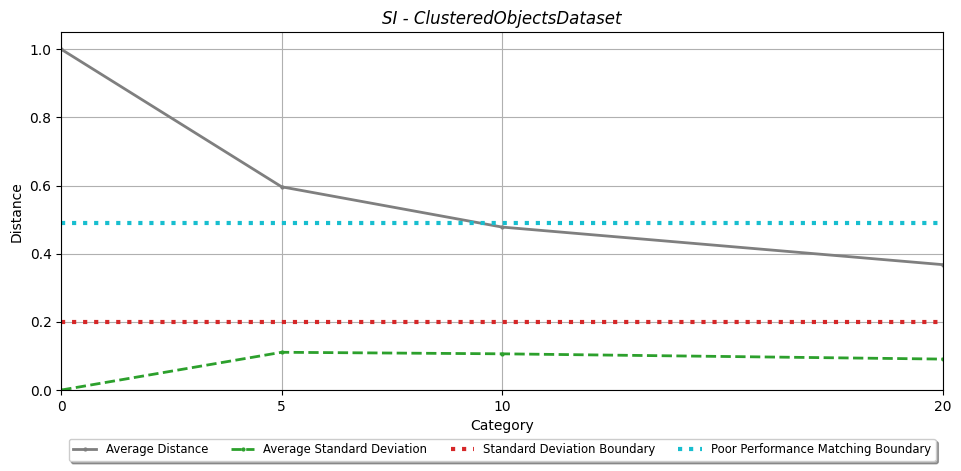 SI - ClusteredObjectsDataset
Distance
1.0
0.8
0.6
0.4
0.2
0.0
0 5 10 20
Category
Average Distance Average Standard Deviation Standard Deviation Boundary Poor Performance Matching Boundary